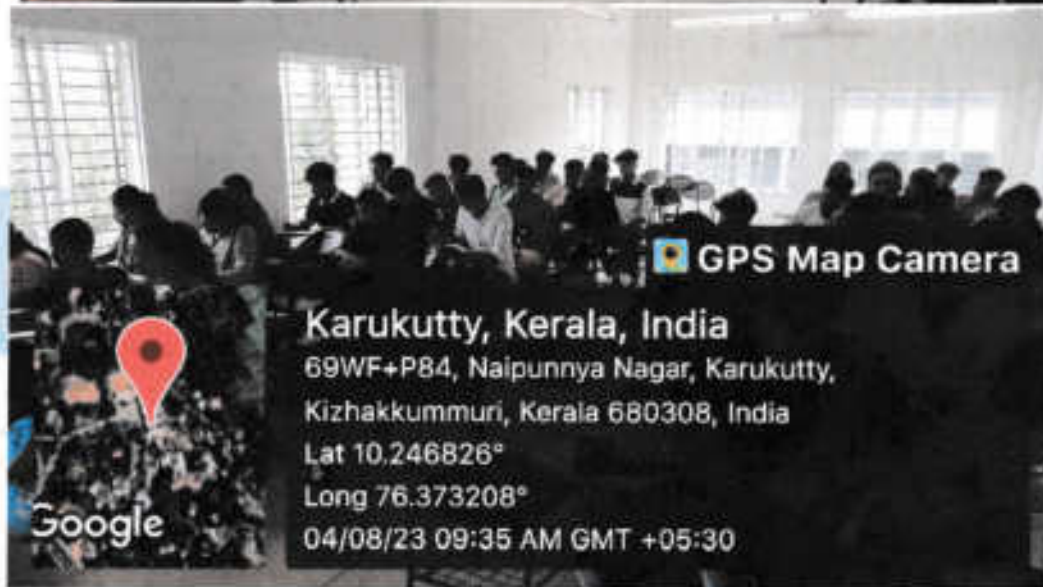 GPS Map Camera
Karukutty, Kerala, India
69WF+P84, Naipunnya Nagar, Karukutty,
Kizhakkummuri, Kerala 680308, India
Lat 10.246826°
Long 76.373208°
04/08/23 09:35 AM GMT +05:30
Google